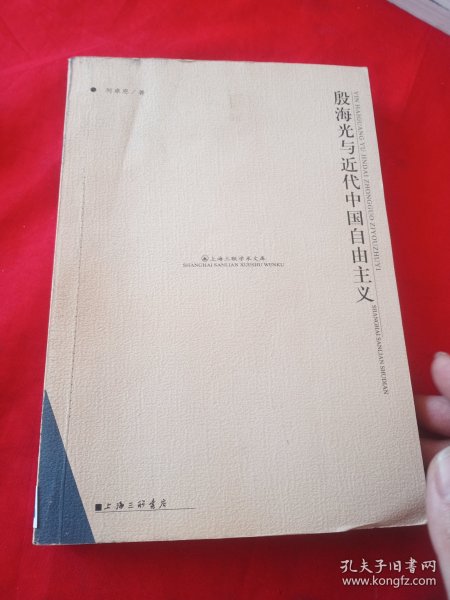 何卓恩／著
殷海光与近代中国自由主义
YIN HAIGUANG YU JINDAI ZHONGGUO ZIYOUZHUYI
SHANGHAI SANLIAN SHUDIAN
上海三联学术文库
SHANGHAI SANLIAN XUESHU WENKU
上海三联书店
孔夫子旧书网
www.kongfz.com